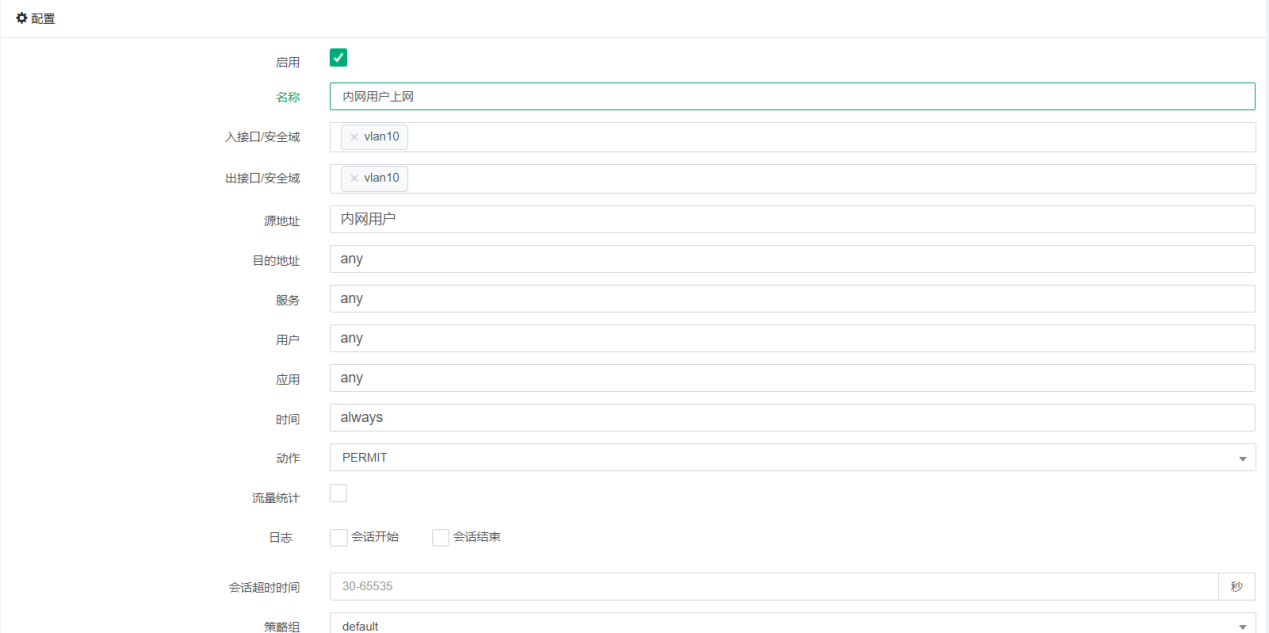 配置
启用
名称 内网用户上网
入接口/安全域 × vlan10
出接口/安全域 × vlan10
源地址 内网用户
目的地址 any
服务 any
用户 any
应用 any
时间 always
动作 PERMIT
流量统计
日志 会话开始 会话结束
会话超时时间 30-65535 秒
策略组 default